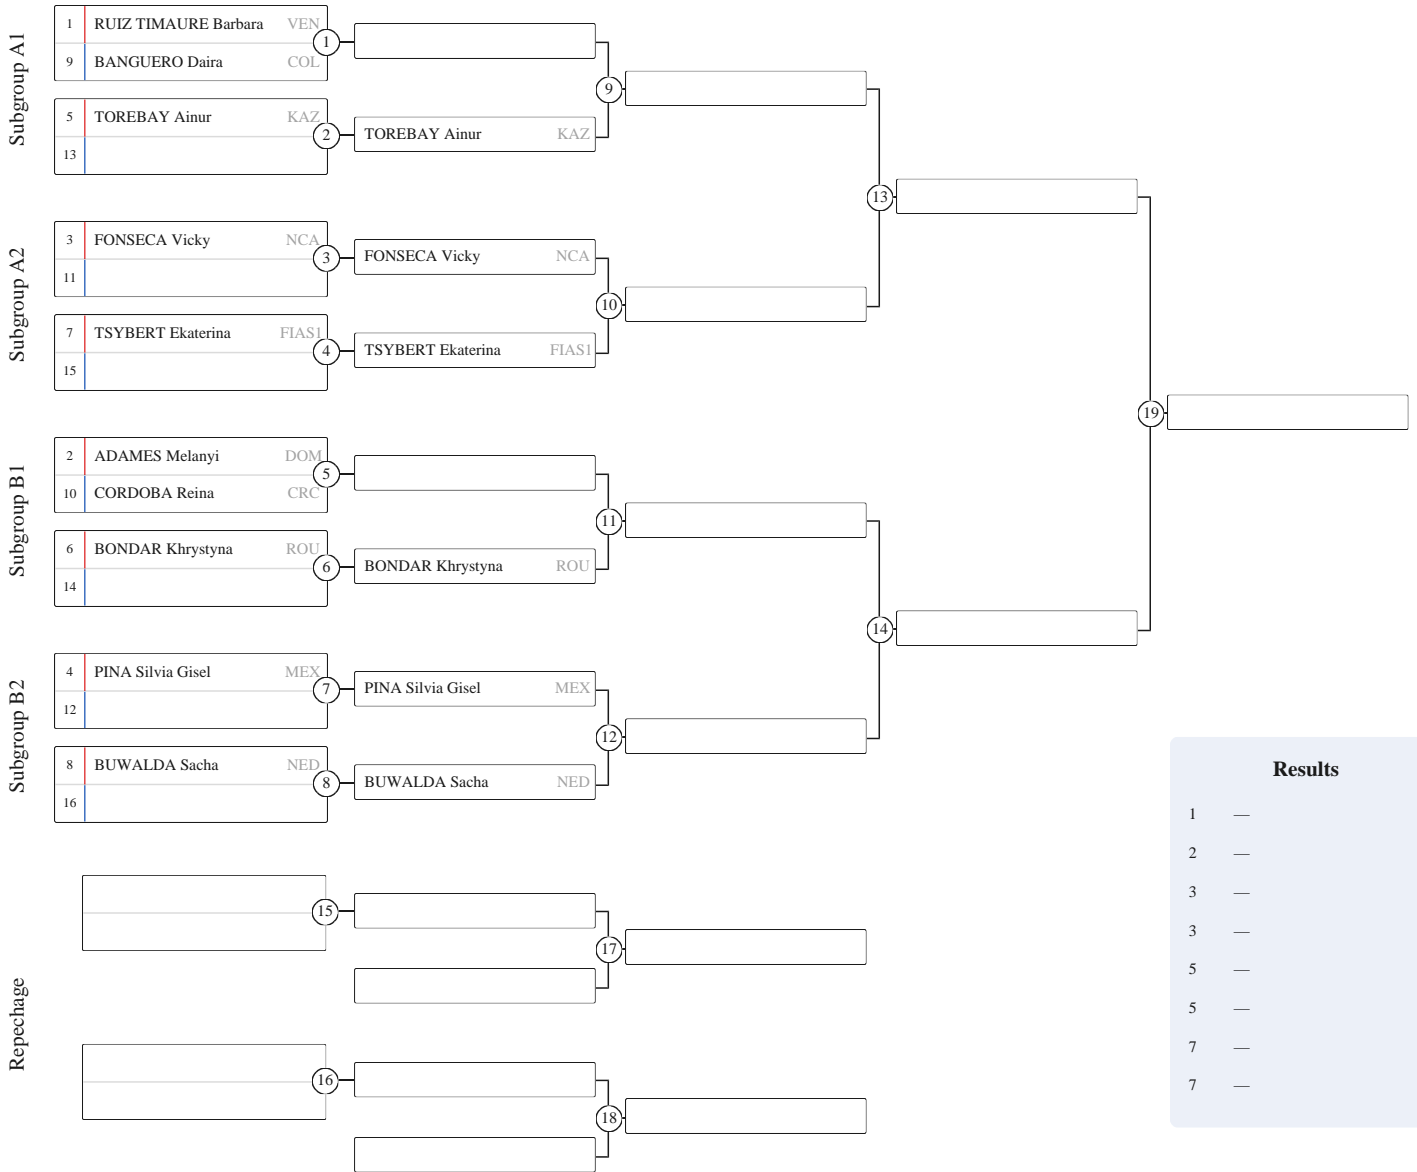 Subgroup A1
1 RUIZ TIMAURE Barbara VEN
9 BANGUERO Daira COL
1
5 TOREBAY Ainur KAZ
13
2
TOREBAY Ainur KAZ
9
Subgroup A2
3 FONSECA Vicky NCA
11
3
FONSECA Vicky NCA
7 TSYBERT Ekaterina FIAS1
15
4
TSYBERT Ekaterina FIAS1
10
13
Subgroup B1
2 ADAMES Melanyi DOM
10 CORDOBA Reina CRC
5
6 BONDAR Khrystyna ROU
14
6
BONDAR Khrystyna ROU
11
Subgroup B2
4 PINA Silvia Gisel MEX
12
7
PINA Silvia Gisel MEX
8 BUWALDA Sacha NED
16
8
BUWALDA Sacha NED
12
14
19
Repechage
15
17
16
18
Results
1 —
2 —
3 —
3 —
5 —
5 —
7 —
7 —